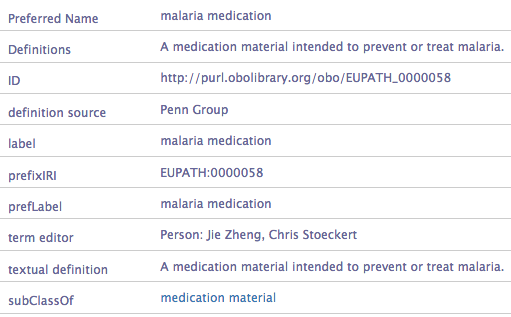 Preferred Name malaria medication
Definitions A medication material intended to prevent or treat malaria.
ID http://purl.obolibrary.org/obo/EUPATH_0000058
definition source Penn Group
label malaria medication
prefixIRI EUPATH:0000058
prefLabel malaria medication
term editor Person: Jie Zheng, Chris Stoeckert
textual definition A medication material intended to prevent or treat malaria.
subClassOf medication material